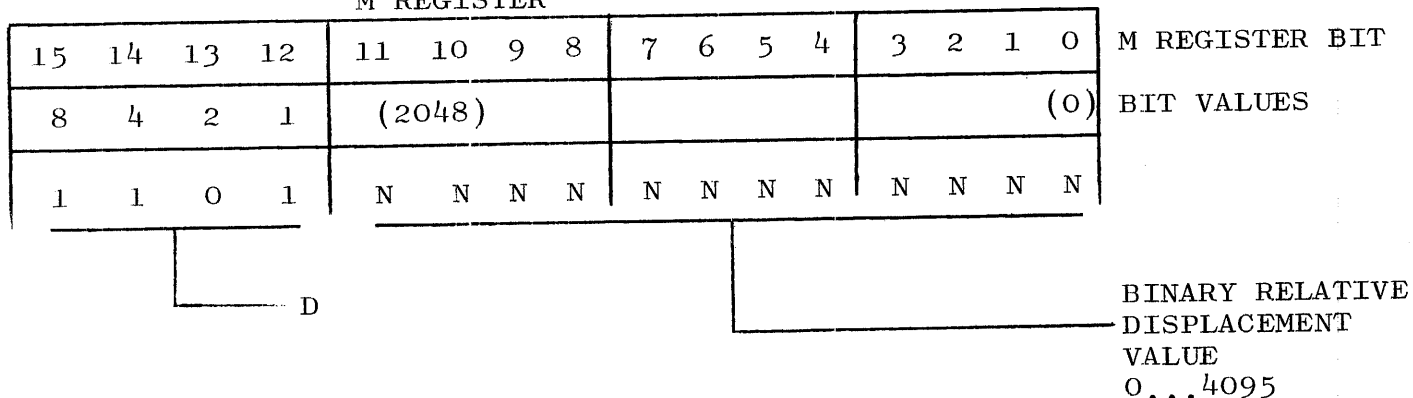 M REGISTER
15 14 13 12 11 10 9 8 7 6 5 4 3 2 1 0 M REGISTER BIT
8 4 2 1 (2048) (0) BIT VALUES
1 1 0 1 N N N N N N N N N N N N
D
BINARY RELATIVE
DISPLACEMENT
VALUE
0...4095